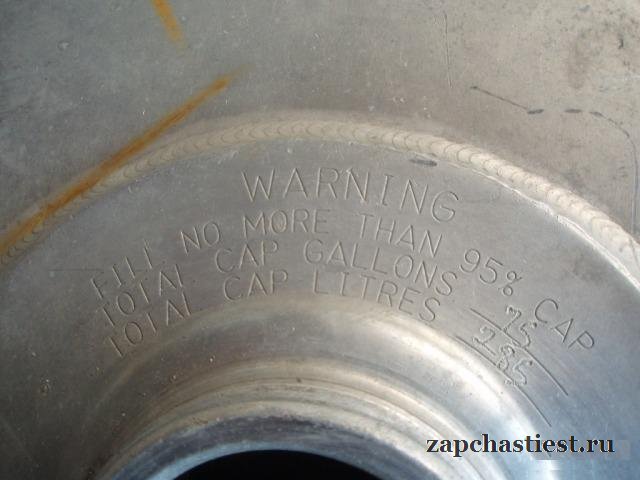 WARNING
FILL NO MORE THAN 95% CAP
TOTAL CAP GALLONS 75
TOTAL CAP LITRES 285
zapchastiest.ru